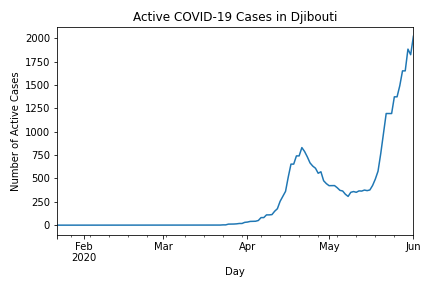 Active COVID-19 Cases in Djibouti
2000
1750
1500
1250
1000
750
500
250
0
Number of Active Cases
Feb
2020
Mar
Apr
May
Jun
Day